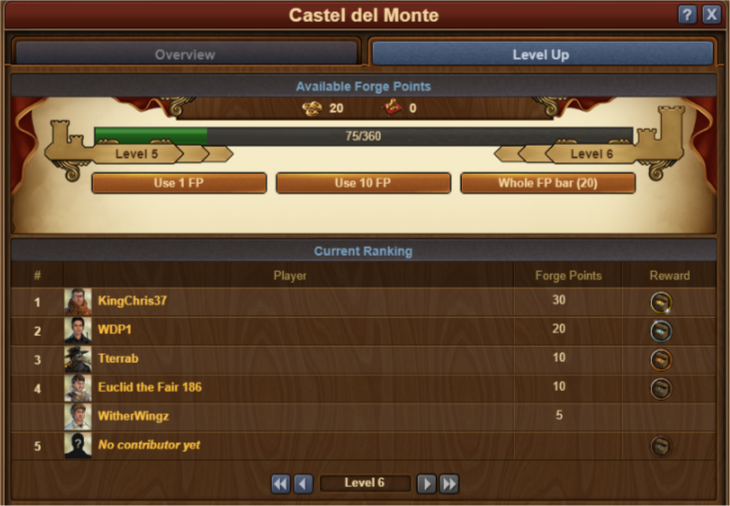 Castel del Monte
? X
Overview Level Up
Available Forge Points
20 0
75/360
Level 5 Level 6
Use 1 FP Use 10 FP Whole FP bar (20)
Current Ranking
# Player Forge Points Reward
1 KingChris37 30
2 WDP1 20
3 Tterrab 10
4 Euclid the Fair 186 10
WitherWingz 5
5 ? No contributor yet
Level 6